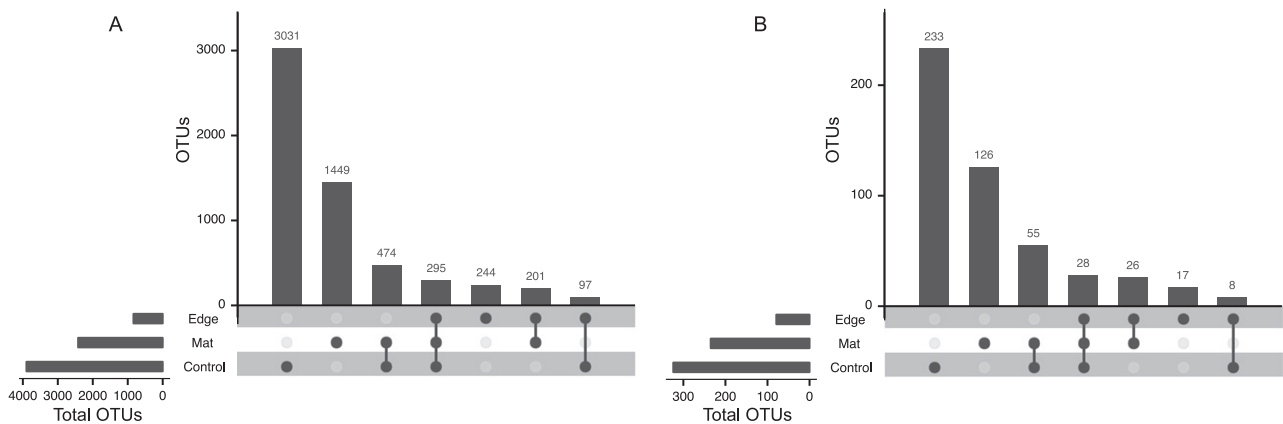 A
OTUs
3000
2000
1000
0
3031
1449
474
295
244
201
97
Edge
Mat
Control
4000 3000 2000 1000 0
Total OTUs
B
OTUs
200
100
0
233
126
55
28
26
17
8
Edge
Mat
Control
300 200 100 0
Total OTUs